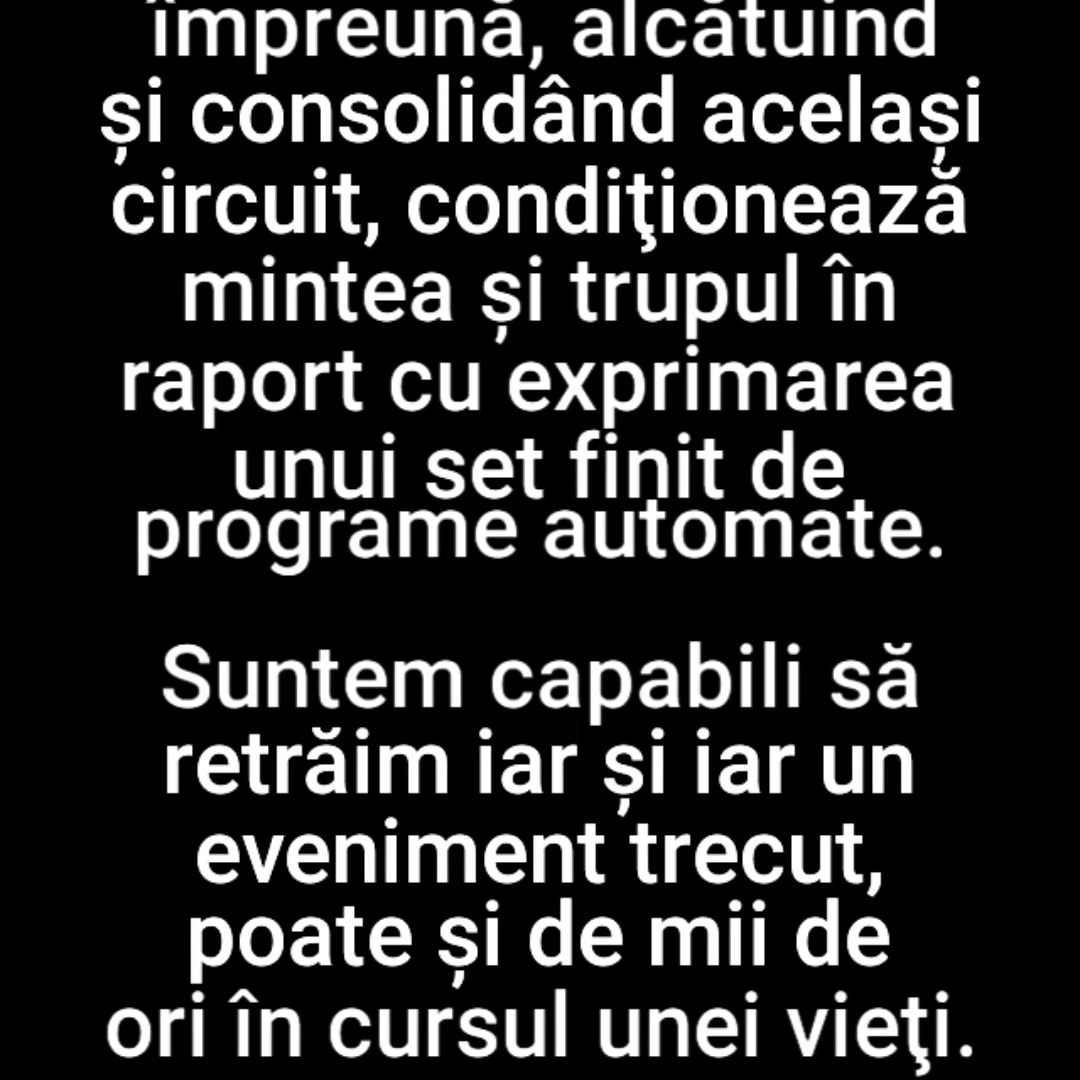 împreună, alcătuind
și consolidând același
circuit, condiţionează
mintea și trupul în
raport cu exprimarea
unui set finit de
programe automate.
Suntem capabili să
retrăim iar și iar un
eveniment trecut,
poate și de mii de
ori în cursul unei vieţi.